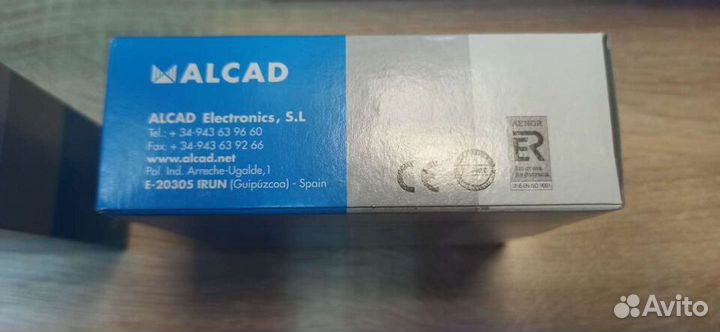 ALCAD
ALCAD Electronics, S.L
Tel.: + 34-943 63 96 60
Fax: + 34-943 63 92 66
www.alcad.net
Pol. Ind. Arreche-Ugalde,1
E-20305 IRUN (Guipúzcoa) - Spain
CE
AENOR
ER
Avito